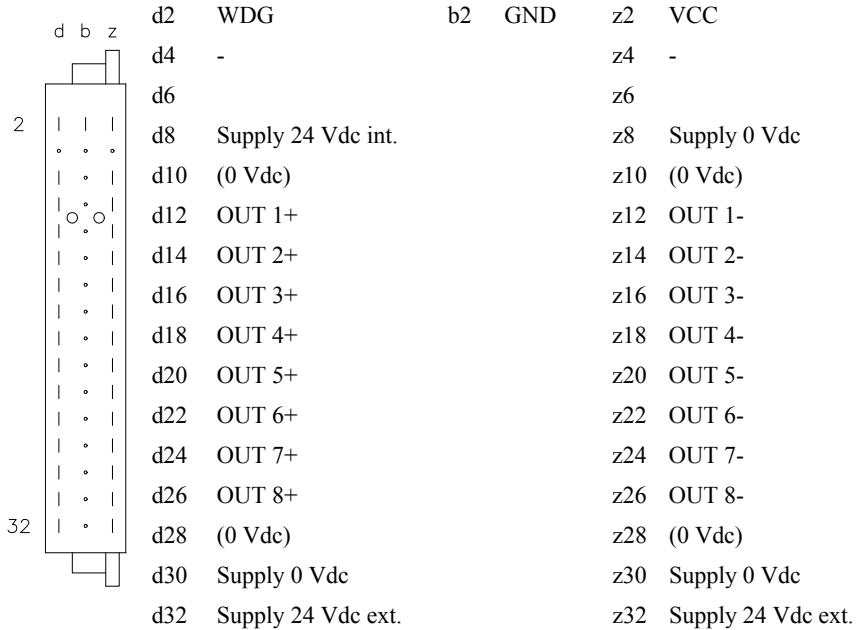 d b z
2
32
d2 WDG b2 GND z2 VCC
d4 - z4 -
d6 z6
d8 Supply 24 Vdc int. z8 Supply 0 Vdc
d10 (0 Vdc) z10 (0 Vdc)
d12 OUT 1+ z12 OUT 1-
d14 OUT 2+ z14 OUT 2-
d16 OUT 3+ z16 OUT 3-
d18 OUT 4+ z18 OUT 4-
d20 OUT 5+ z20 OUT 5-
d22 OUT 6+ z22 OUT 6-
d24 OUT 7+ z24 OUT 7-
d26 OUT 8+ z26 OUT 8-
d28 (0 Vdc) z28 (0 Vdc)
d30 Supply 0 Vdc z30 Supply 0 Vdc
d32 Supply 24 Vdc ext. z32 Supply 24 Vdc ext.